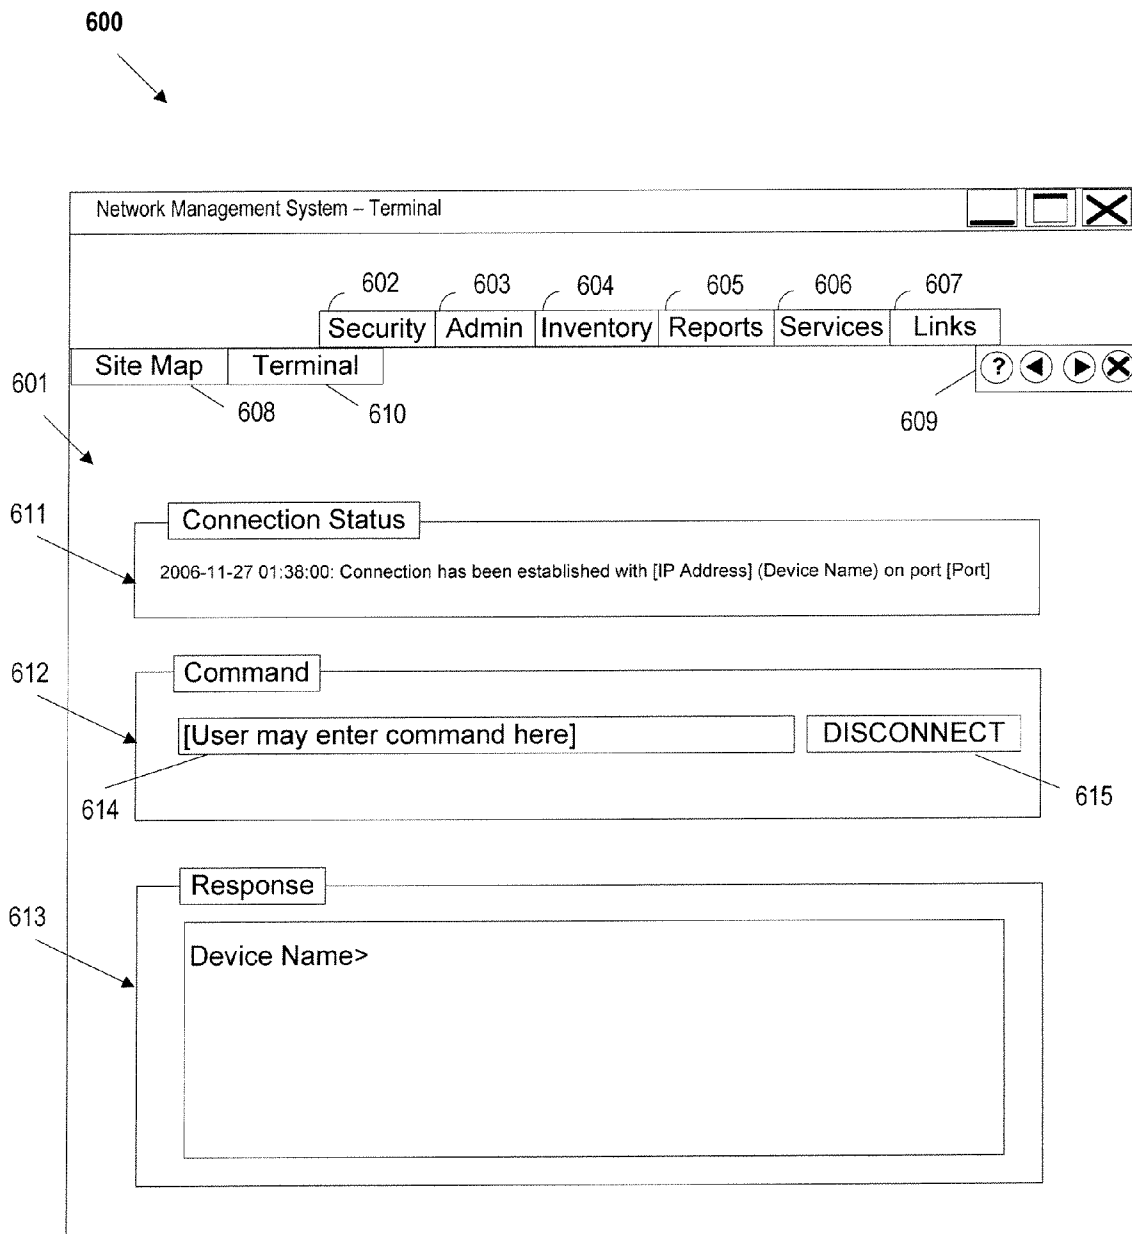 600
Network Management System – Terminal
602 603 604 605 606 607
Security Admin Inventory Reports Services Links
Site Map Terminal ?
601
608 610 609
611
Connection Status
2006-11-27 01:38:00: Connection has been established with [IP Address] (Device Name) on port [Port]
612
Command
[User may enter command here] DISCONNECT
614 615
Response
613
Device Name>